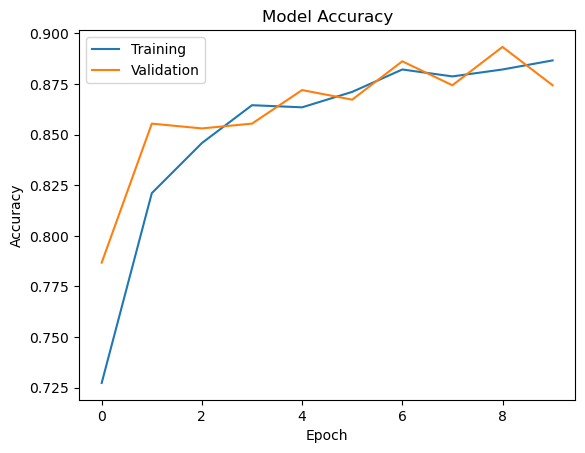 Model Accuracy
Training
Validation
0.900
0.875
0.850
0.825
0.800
0.775
0.750
0.725
Accuracy
0 2 4 6 8
Epoch